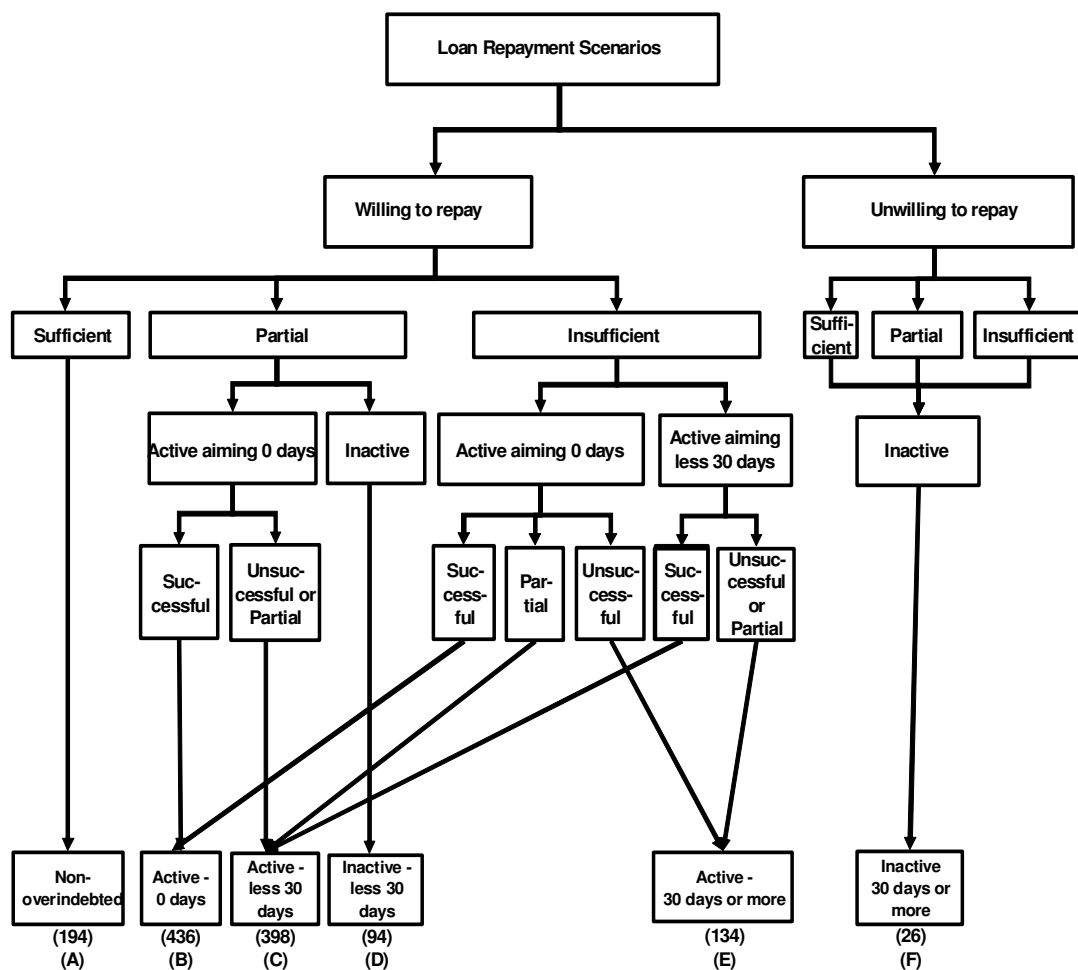 Loan Repayment Scenarios
Willing to repay
Unwilling to repay
Sufficient
Partial
Insufficient
Suffi-
cient
Partial
Insufficient
Active aiming 0 days
Inactive
Active aiming 0 days
Active aiming
less 30 days
Inactive
Suc-
cessful
Unsuc-
cessful or
Partial
Suc-
cess-
ful
Par-
tial
Unsuc-
cess-
ful
Suc-
cess-
ful
Unsuc-
cessful
or
Partial
Non-
overindebted
Active -
0 days
Active -
less 30
days
Inactive -
less 30
days
Active -
30 days or more
Inactive
30 days or
more
(194)
(436)
(398)
(94)
(134)
(26)
(A)
(B)
(C)
(D)
(E)
(F)